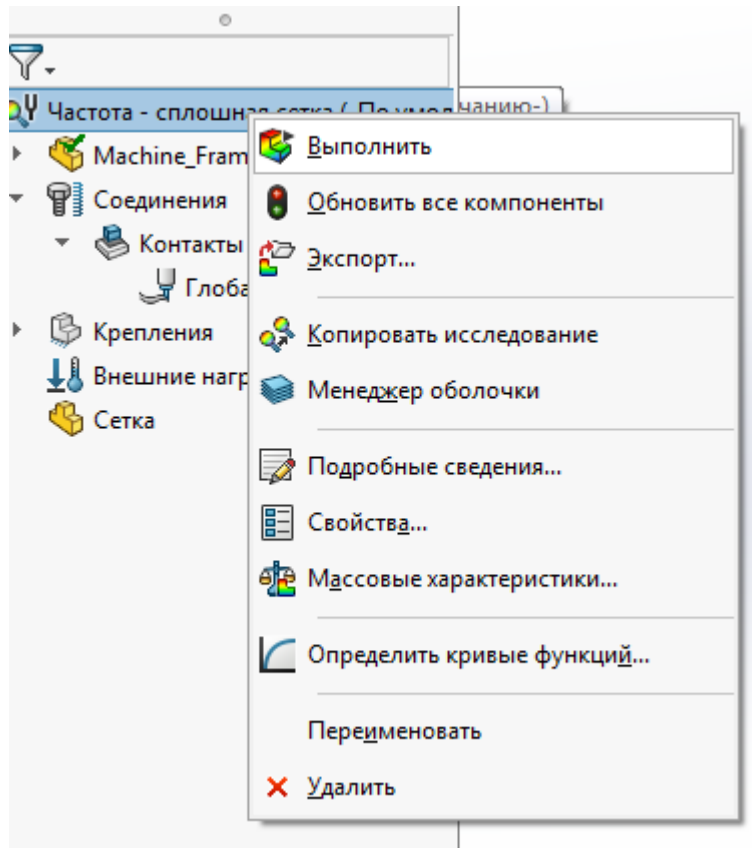 Частота - сплошная сетка (-По умолчанию-)
Выполнить
Machine_Fram
Обновить все компоненты
Соединения
Контакты
Экспорт...
Глоба
Копировать исследование
Крепления
Менеджер оболочки
Внешние нагр
Сетка
Подробные сведения...
Свойства...
Массовые характеристики...
Определить кривые функций...
Переименовать
Удалить